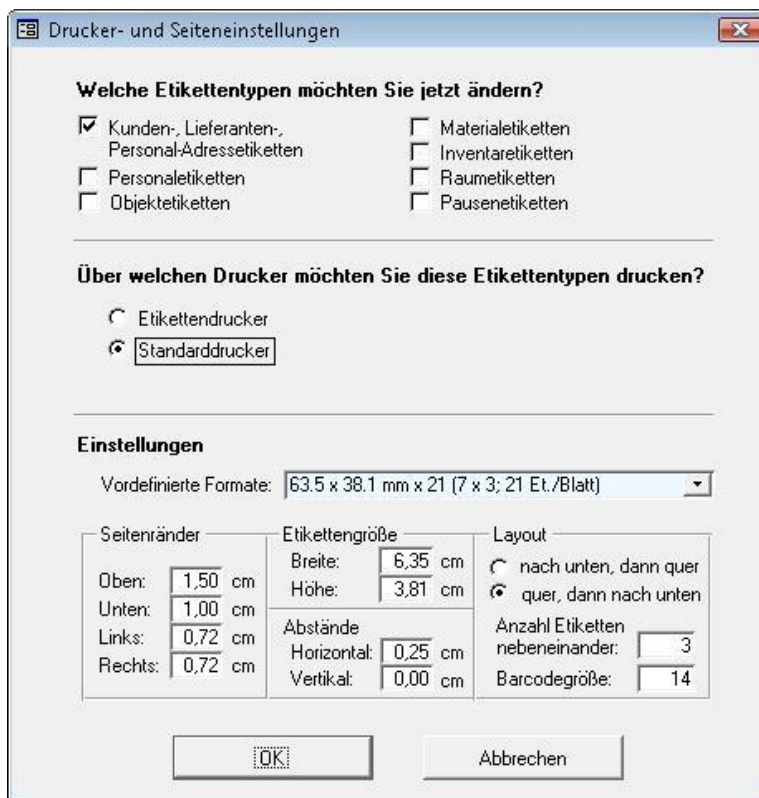 Drucker- und Seiteneinstellungen
Welche Etikettentypen möchten Sie jetzt ändern?
Kunden-, Lieferanten-,
Personal-Adressetiketten
Personaletiketten
Objektetiketten
Materialetiketten
Inventaretiketten
Raumetiketten
Pausenetiketten
Über welchen Drucker möchten Sie diese Etikettentypen drucken?
Etikettendrucker
Standarddrucker
Einstellungen
Vordefinierte Formate: 63.5 x 38.1 mm x 21 (7 x 3; 21 Et./Blatt)
Seitenränder
Oben: 1,50 cm
Unten: 1,00 cm
Links: 0,72 cm
Rechts: 0,72 cm
Etikettengröße
Breite: 6,35 cm
Höhe: 3,81 cm
Abstände
Horizontal: 0,25 cm
Vertikal: 0,00 cm
Layout
nach unten, dann quer
quer, dann nach unten
Anzahl Etiketten
nebeneinander: 3
Barcodegröße: 14
OK
Abbrechen